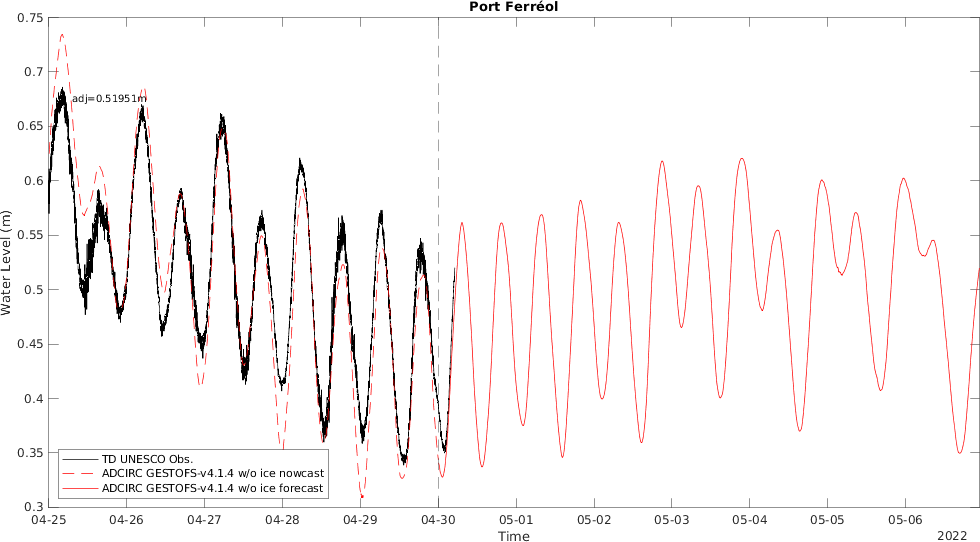 Port Ferréol
0.75
0.7
0.65
0.6
0.55
0.5
0.45
0.4
0.35
0.3
Water Level (m)
adj=0.51951m
TD UNESCO Obs.
ADCIRC GESTOFS-v4.1.4 w/o ice nowcast
ADCIRC GESTOFS-v4.1.4 w/o ice forecast
04-25 04-26 04-27 04-28 04-29 04-30 05-01 05-02 05-03 05-04 05-05 05-06
Time
2022